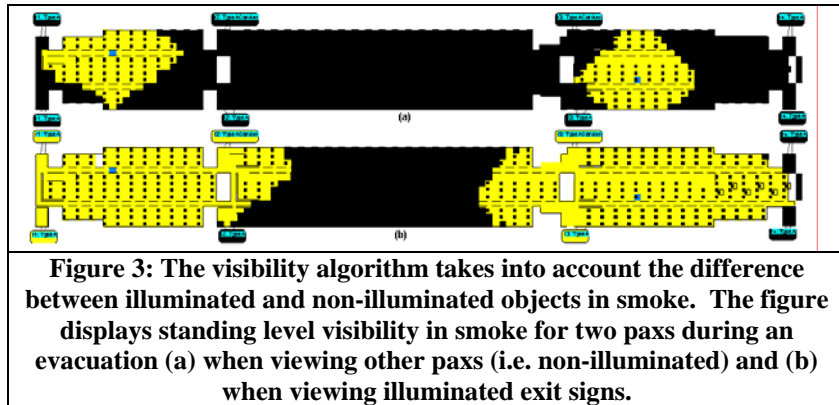 (a)
(b)
Figure 3: The visibility algorithm takes into account the difference
between illuminated and non-illuminated objects in smoke. The figure
displays standing level visibility in smoke for two paxs during an
evacuation (a) when viewing other paxs (i.e. non-illuminated) and (b)
when viewing illuminated exit signs.